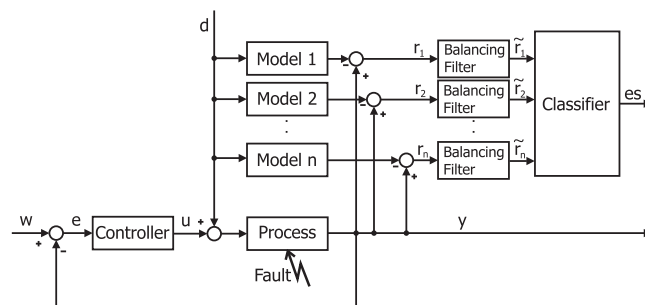 d
Model 1
-
+
r1
Balancing
Filter
r̃1
Model 2
-
+
r2
Balancing
Filter
r̃2
Classifier
es
⋮
⋮
Model n
-
+
rn
Balancing
Filter
r̃n
w
+
-
e
Controller
u
+
Process
y
Fault